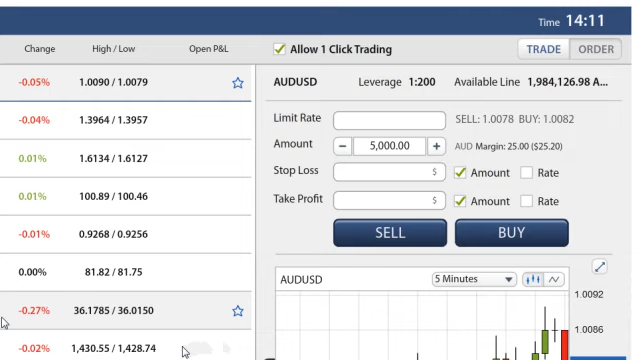 Time 14:11
Change High / Low Open P&L Allow 1 Click Trading TRADE ORDER
-0.05% 1.0090 / 1.0079 AUDUSD Leverage 1:200 Available Line 1,984,126.98 A...
-0.04% 1.3964 / 1.3957 Limit Rate SELL: 1.0078 BUY: 1.0082
Amount − 5,000.00 + AUD Margin: 25.00 ($25.20)
0.01% 1.6134 / 1.6127 Stop Loss $ Amount Rate
0.01% 100.89 / 100.46 Take Profit $ Amount Rate
-0.01% 0.9268 / 0.9256 SELL BUY
0.00% 81.82 / 81.75 AUDUSD 5 Minutes
1.0092
-0.27% 36.1785 / 36.0150
1.0086
-0.02% 1,430.55 / 1,428.74